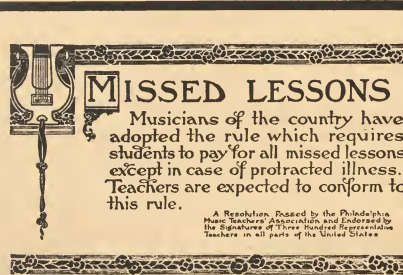 MISSED LESSONS
Musicians of the country have
adopted the rule which requires
students to pay for all missed lessons
except in case of protracted illness.
Teachers are expected to conform to
this rule.
A Resolution Passed by the Philadelphia
Music Teachers' Association and Endorsed by
the Signatures of Three Hundred Representative
Teachers in all parts of the United States